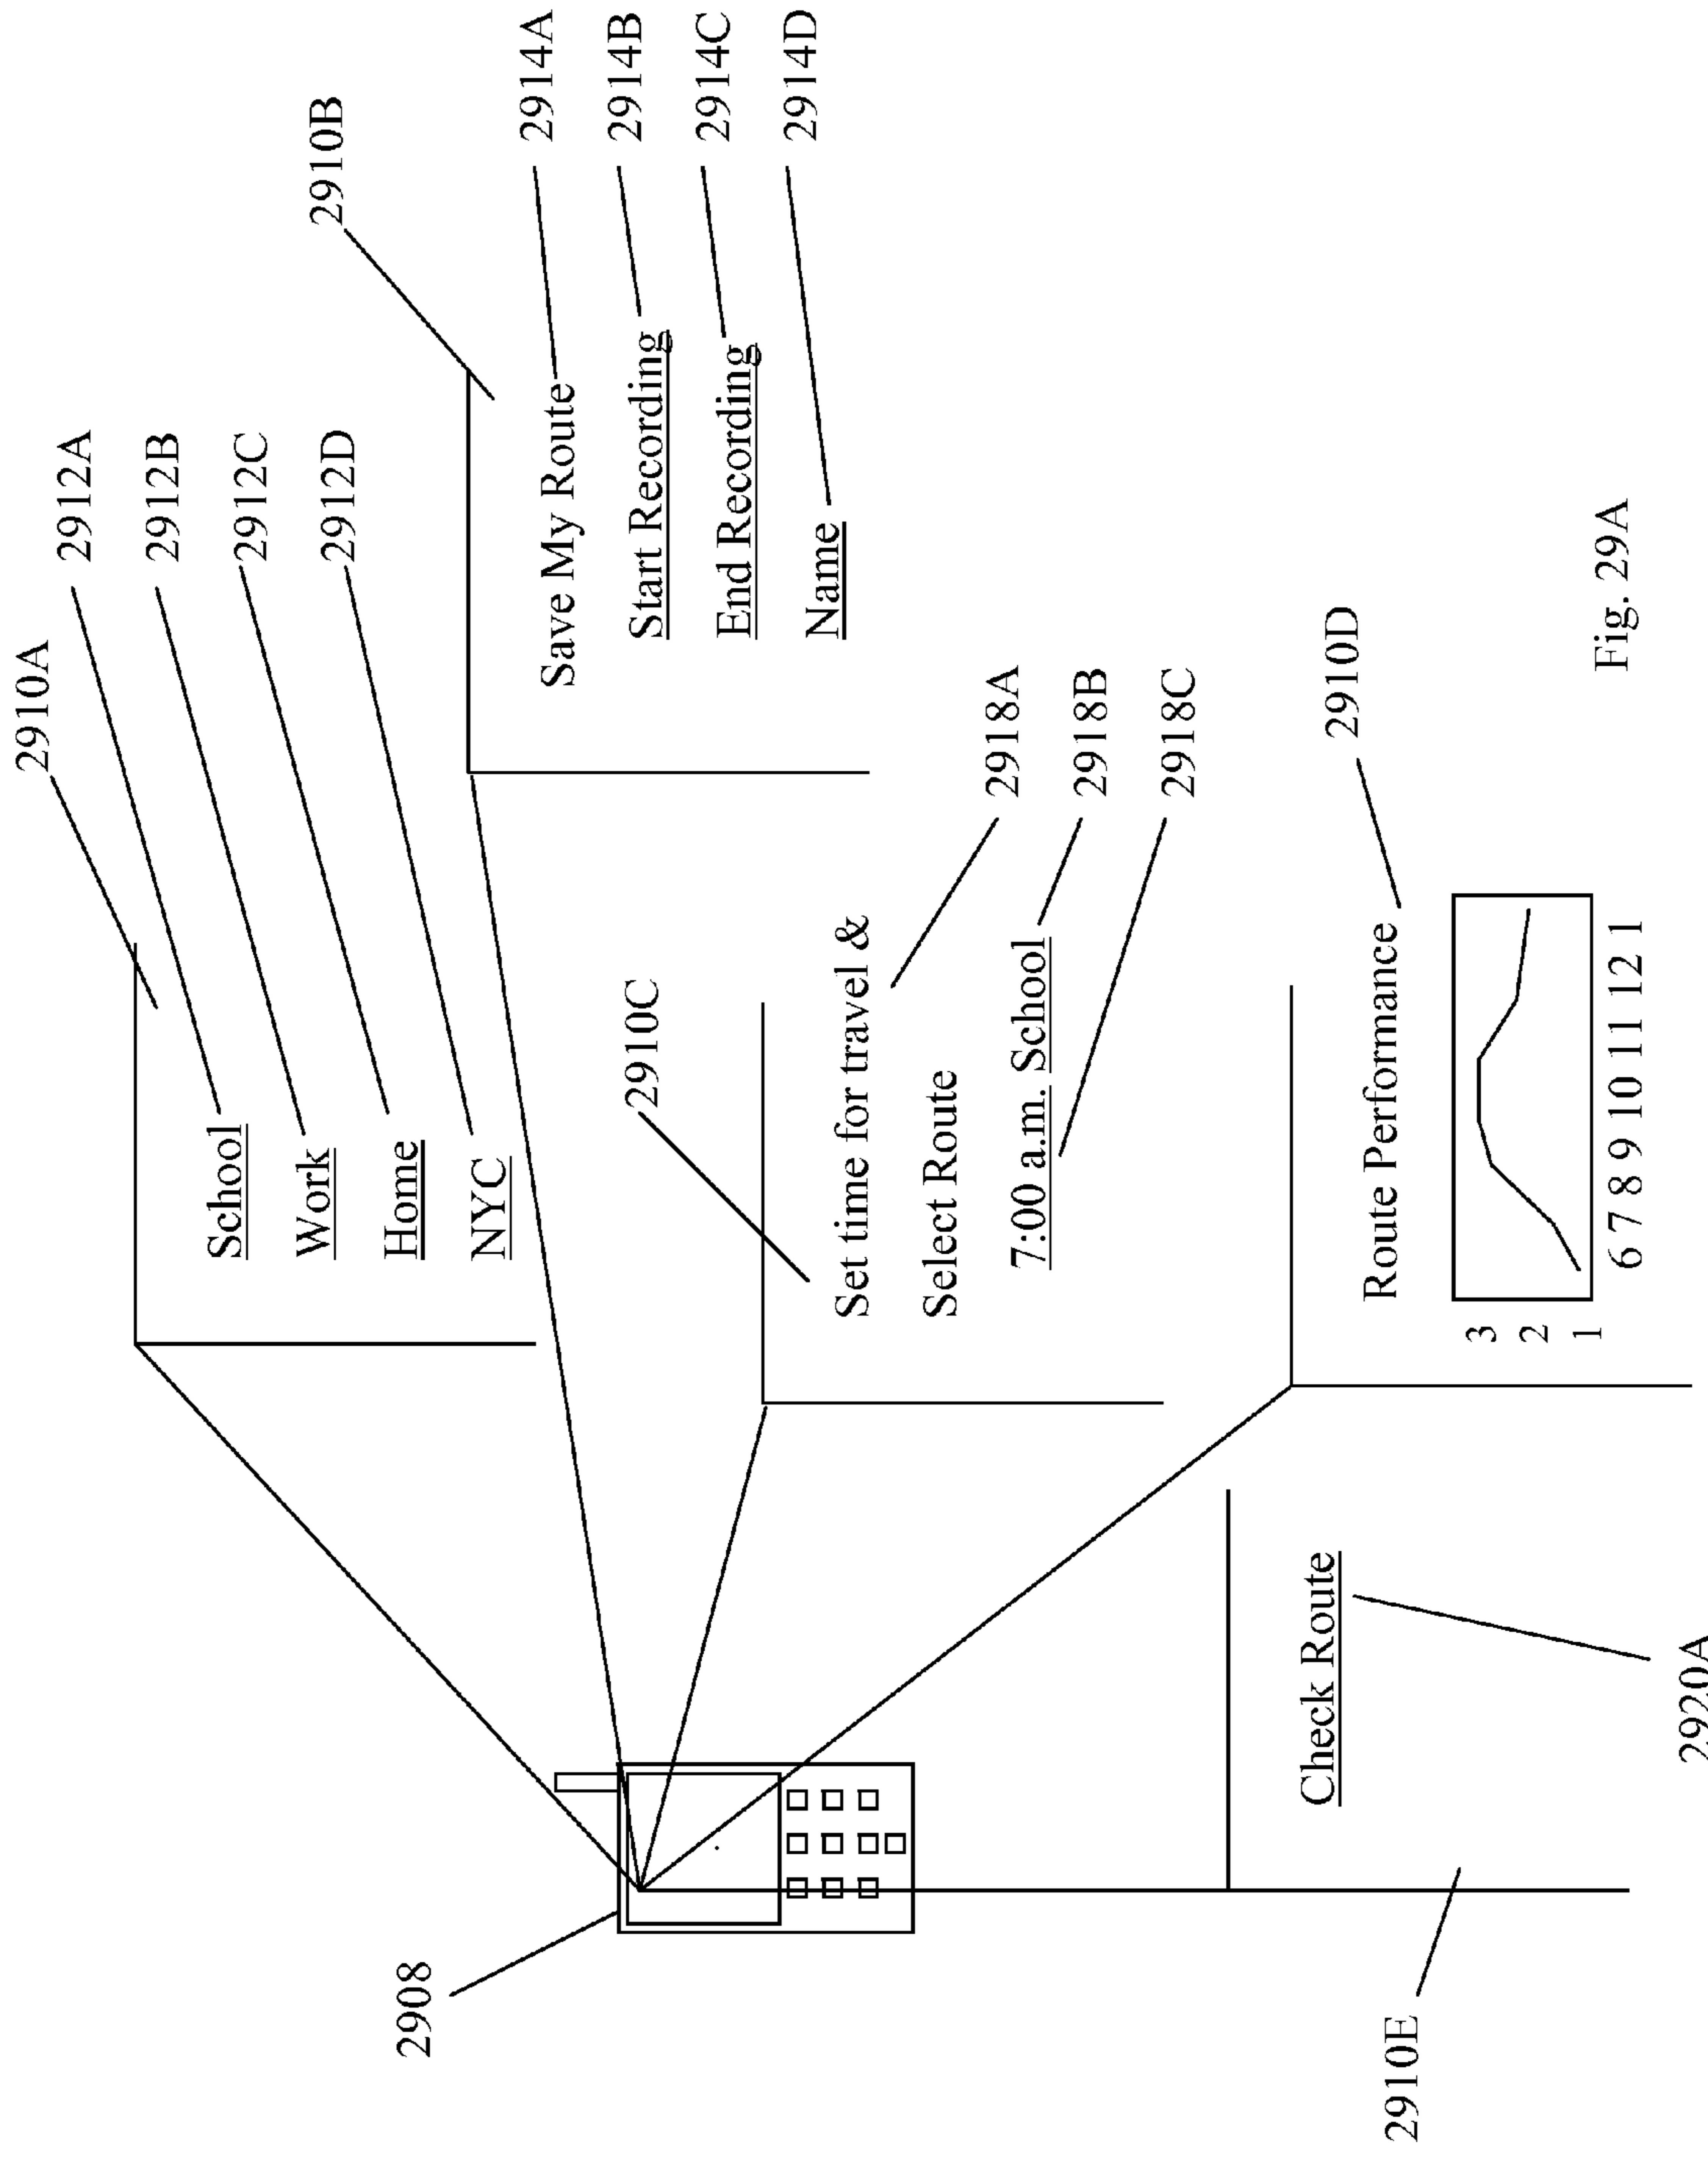 2910A
2912A
2912B
2912C
2912D
School
Work
Home
NYC
2910B
2914A
2914B
2914C
2914D
Save My Route
Start Recording
End Recording
Name
2908
2910C
Set time for travel &
Select Route
7:00 a.m. School
2918A
2918B
2918C
2910D
Route Performance
3
2
1
6 7 8 9 10 11 12 1
Check Route
2910E
2920A
Fig. 29A